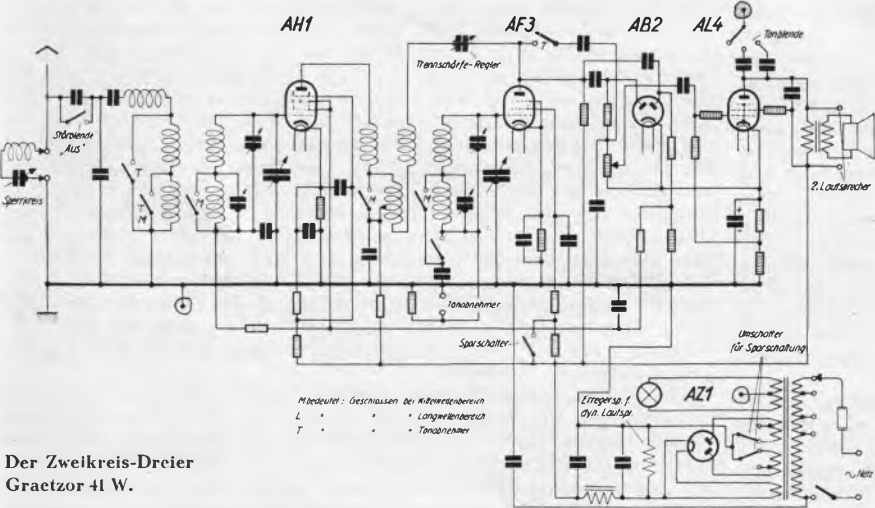 AH1
AF3
AB2
AL4
Tonblende
T
Trennschärfe-Regler
Störblende
„Aus"
T
T
M
M
M
M
Sperrkreis
2. Lautsprecher
Tonabnehmer
Sparschalter
Umschalter
für Sparschaltung
M bedeutet: Geschlossen bei Mittelwellenbereich
L " " " Langwellenbereich
T " " " Tonabnehmer
Erregersp. f.
dyn. Lautspr.
AZ1
~Netz
Der Zweikreis-Dreier
Graetzor 41 W.